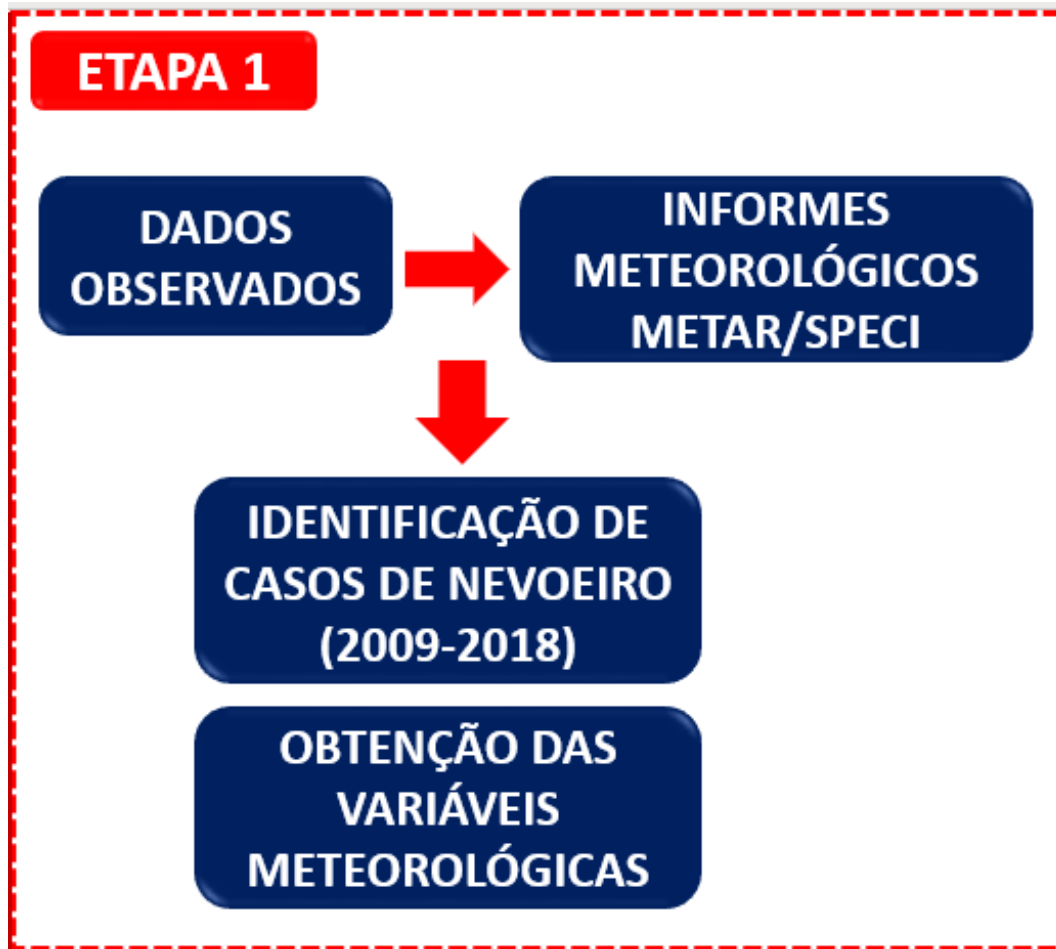 ETAPA 1
DADOS
OBSERVADOS
INFORMES
METEOROLÓGICOS
METAR/SPECI
IDENTIFICAÇÃO DE
CASOS DE NEVOEIRO
(2009-2018)
OBTENÇÃO DAS
VARIÁVEIS
METEOROLÓGICAS